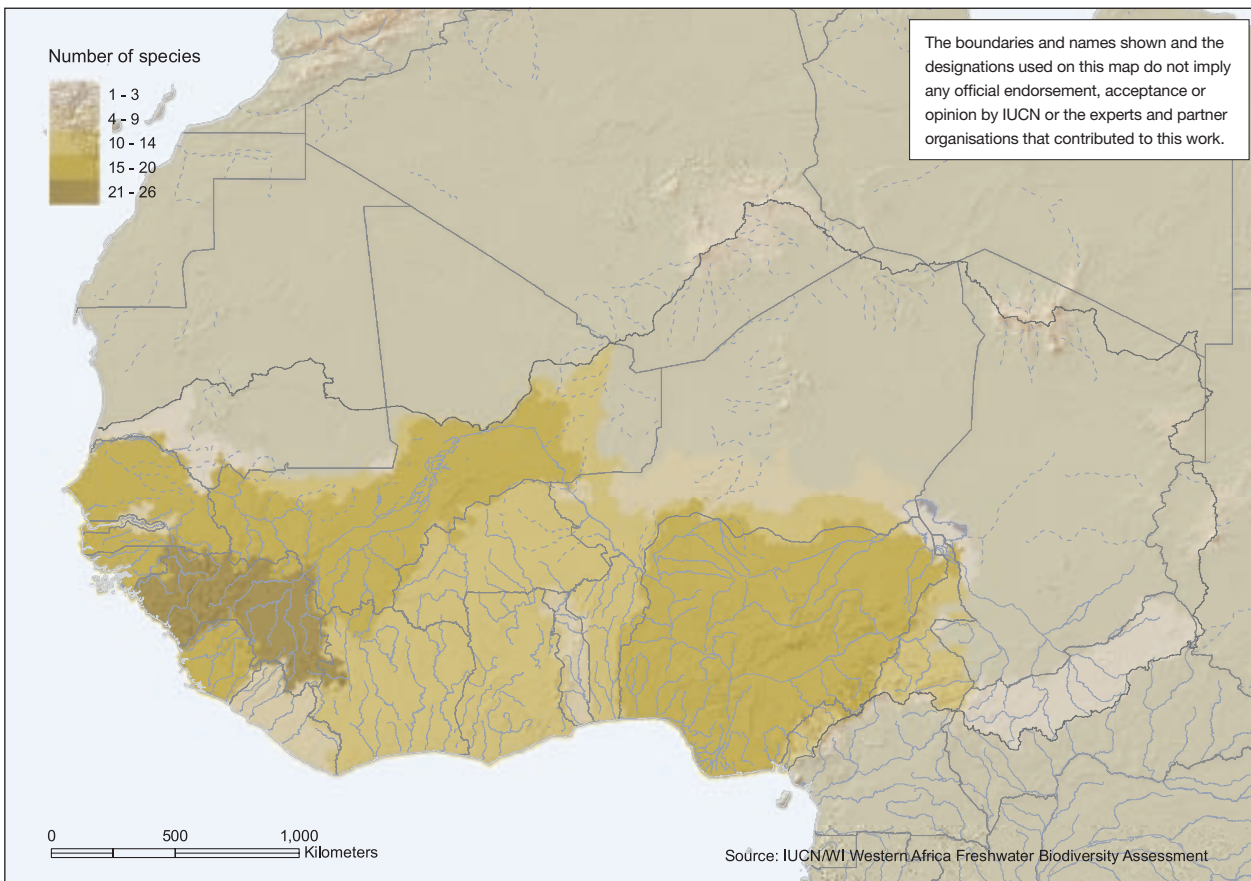 Number of species
1 - 3
4 - 9
10 - 14
15 - 20
21 - 26
The boundaries and names shown and the
designations used on this map do not imply
any official endorsement, acceptance or
opinion by IUCN or the experts and partner
organisations that contributed to this work.
0 500 1,000
Kilometers
Source: IUCN/WI Western Africa Freshwater Biodiversity Assessment